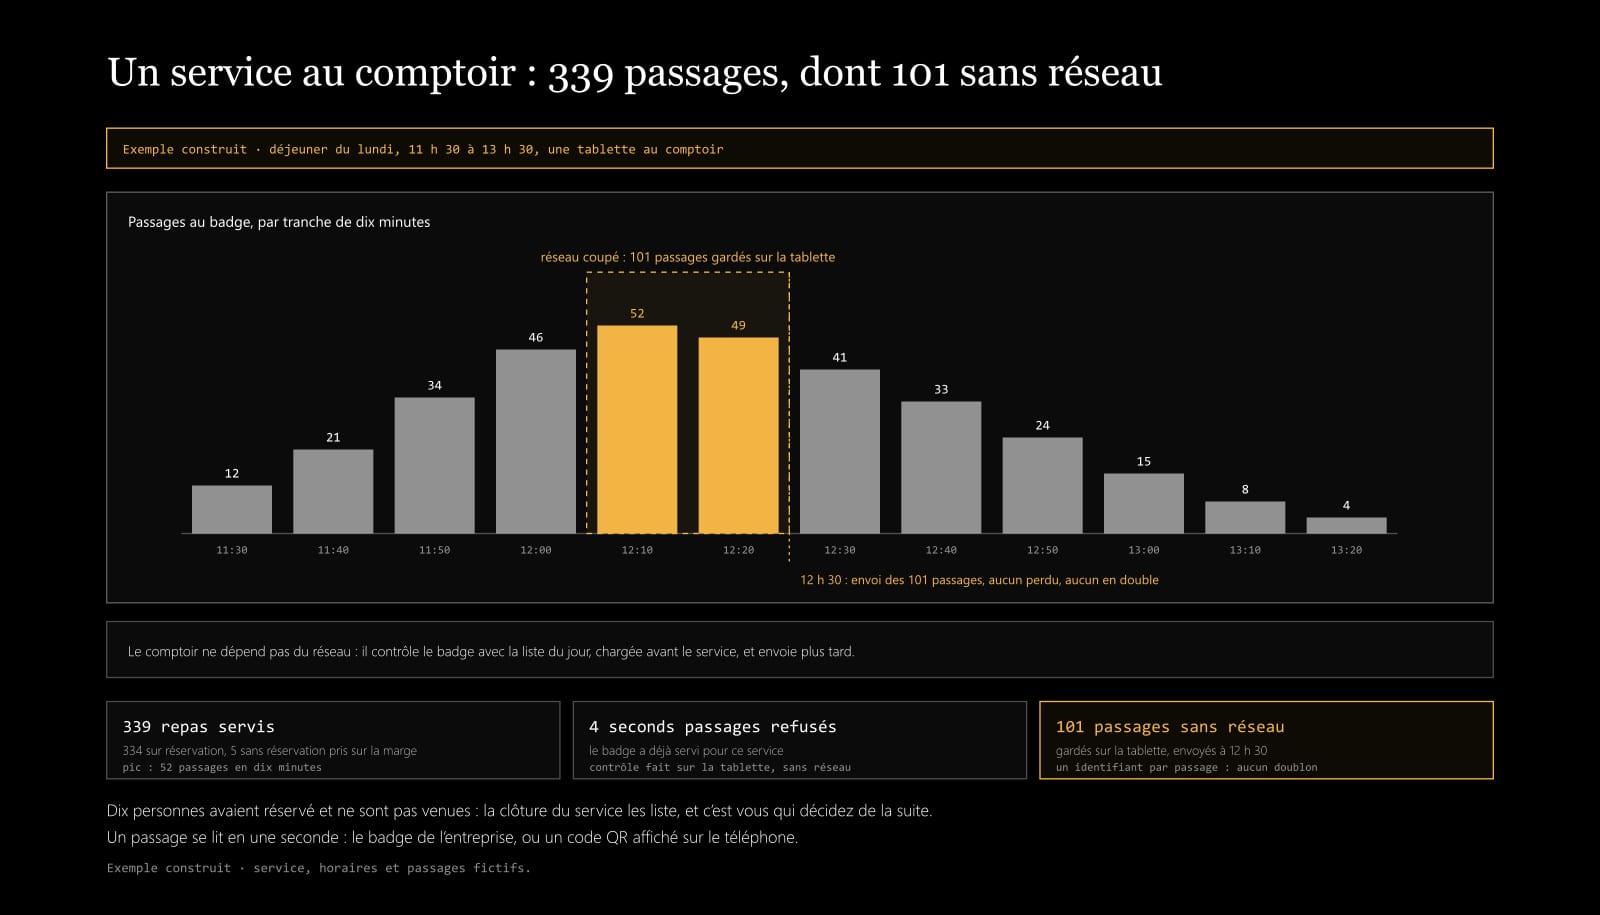 Un service au comptoir : 339 passages, dont 101 sans réseau
Exemple construit · déjeuner du lundi, 11 h 30 à 13 h 30, une tablette au comptoir
Passages au badge, par tranche de dix minutes
réseau coupé : 101 passages gardés sur la tablette
12
21
34
46
52
49
41
33
24
15
8
4
11:30
11:40
11:50
12:00
12:10
12:20
12:30
12:40
12:50
13:00
13:10
13:20
12 h 30 : envoi des 101 passages, aucun perdu, aucun en double
Le comptoir ne dépend pas du réseau : il contrôle le badge avec la liste du jour, chargée avant le service, et envoie plus tard.
339 repas servis
334 sur réservation, 5 sans réservation pris sur la marge
pic : 52 passages en dix minutes
4 seconds passages refusés
le badge a déjà servi pour ce service
contrôle fait sur la tablette, sans réseau
101 passages sans réseau
gardés sur la tablette, envoyés à 12 h 30
un identifiant par passage : aucun doublon
Dix personnes avaient réservé et ne sont pas venues : la clôture du service les liste, et c’est vous qui décidez de la suite.
Un passage se lit en une seconde : le badge de l’entreprise, ou un code QR affiché sur le téléphone.
Exemple construit · service, horaires et passages fictifs.